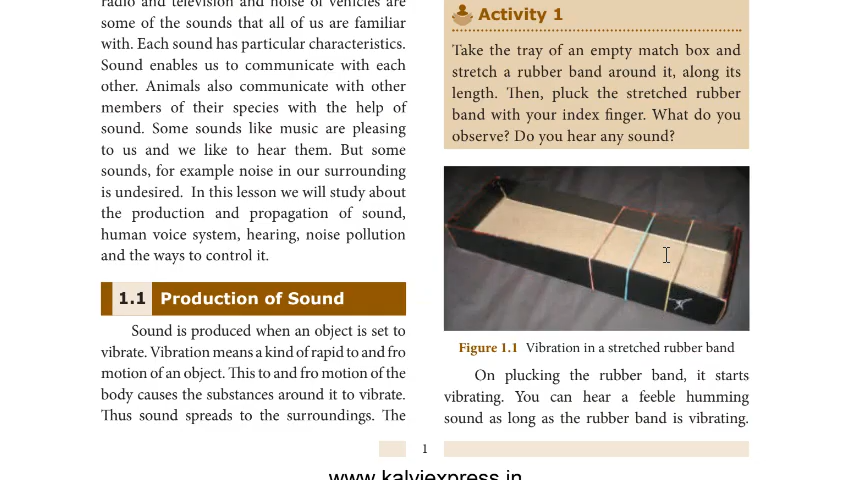 radio and television and noise of vehicles are
some of the sounds that all of us are familiar
with. Each sound has particular characteristics.
Sound enables us to communicate with each
other. Animals also communicate with other
members of their species with the help of
sound. Some sounds like music are pleasing
to us and we like to hear them. But some
sounds, for example noise in our surrounding
is undesired. In this lesson we will study about
the production and propagation of sound,
human voice system, hearing, noise pollution
and the ways to control it.
1.1 Production of Sound
Sound is produced when an object is set to
vibrate. Vibration means a kind of rapid to and fro
motion of an object. This to and fro motion of the
body causes the substances around it to vibrate.
Thus sound spreads to the surroundings. The
Activity 1
Take the tray of an empty match box and
stretch a rubber band around it, along its
length. Then, pluck the stretched rubber
band with your index finger. What do you
observe? Do you hear any sound?
Figure 1.1 Vibration in a stretched rubber band
On plucking the rubber band, it starts
vibrating. You can hear a feeble humming
sound as long as the rubber band is vibrating.
1
www.kalviexpress.in